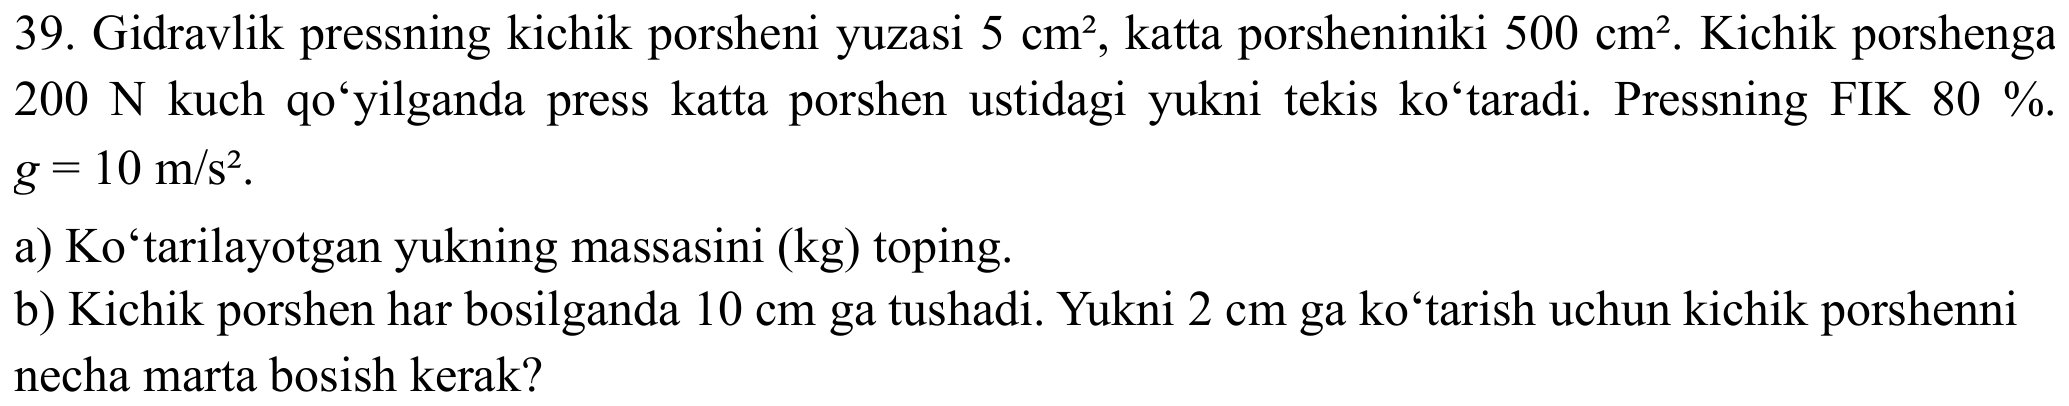 39. Gidravlik pressning kichik porsheni yuzasi 5 cm², katta porsheniniki 500 cm². Kichik porshenga
200 N kuch qo‘yilganda press katta porshen ustidagi yukni tekis ko‘taradi. Pressning FIK 80 %.
g = 10 m/s².
a) Ko‘tarilayotgan yukning massasini (kg) toping.
b) Kichik porshen har bosilganda 10 cm ga tushadi. Yukni 2 cm ga ko‘tarish uchun kichik porshenni
necha marta bosish kerak?